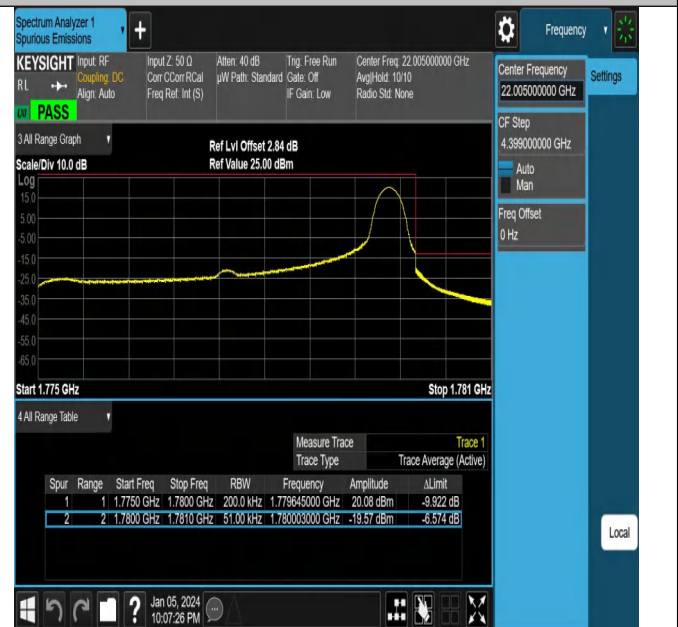 Spectrum Analyzer 1
Spurious Emissions
+
Frequency
KEYSIGHT
RL
Input: RF
Coupling: DC
Align: Auto
Input Z: 50 Ω
Corr CCorr RCal
Freq Ref: Int (S)
Atten: 40 dB
µW Path: Standard
Trig: Free Run
Gate: Off
IF Gain: Low
Center Freq: 22.005000000 GHz
Avg|Hold: 10/10
Radio Std: None
PASS
Center Frequency
22.005000000 GHz
Settings
CF Step
4.399000000 GHz
Auto
Man
Freq Offset
0 Hz
3 All Range Graph
Ref Lvl Offset 2.84 dB
Scale/Div 10.0 dB
Ref Value 25.00 dBm
Log
15.0
5.00
-5.00
-15.0
-25.0
-35.0
-45.0
-55.0
-65.0
Start 1.775 GHz
Stop 1.781 GHz
4 All Range Table
Measure Trace Trace 1
Trace Type Trace Average (Active)
Spur Range Start Freq Stop Freq RBW Frequency Amplitude ΔLimit
1 1 1.7750 GHz 1.7800 GHz 200.0 kHz 1.779645000 GHz 20.08 dBm -9.922 dB
2 2 1.7800 GHz 1.7810 GHz 51.00 kHz 1.780003000 GHz -19.57 dBm -6.574 dB
Local
?
Jan 05, 2024
10:07:26 PM